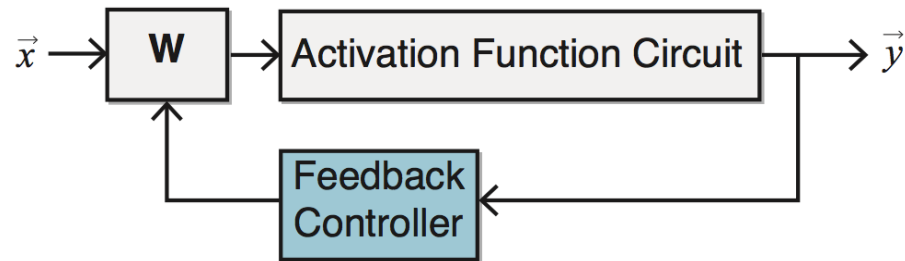 x⃗
W
Activation Function Circuit
y⃗
Feedback
Controller